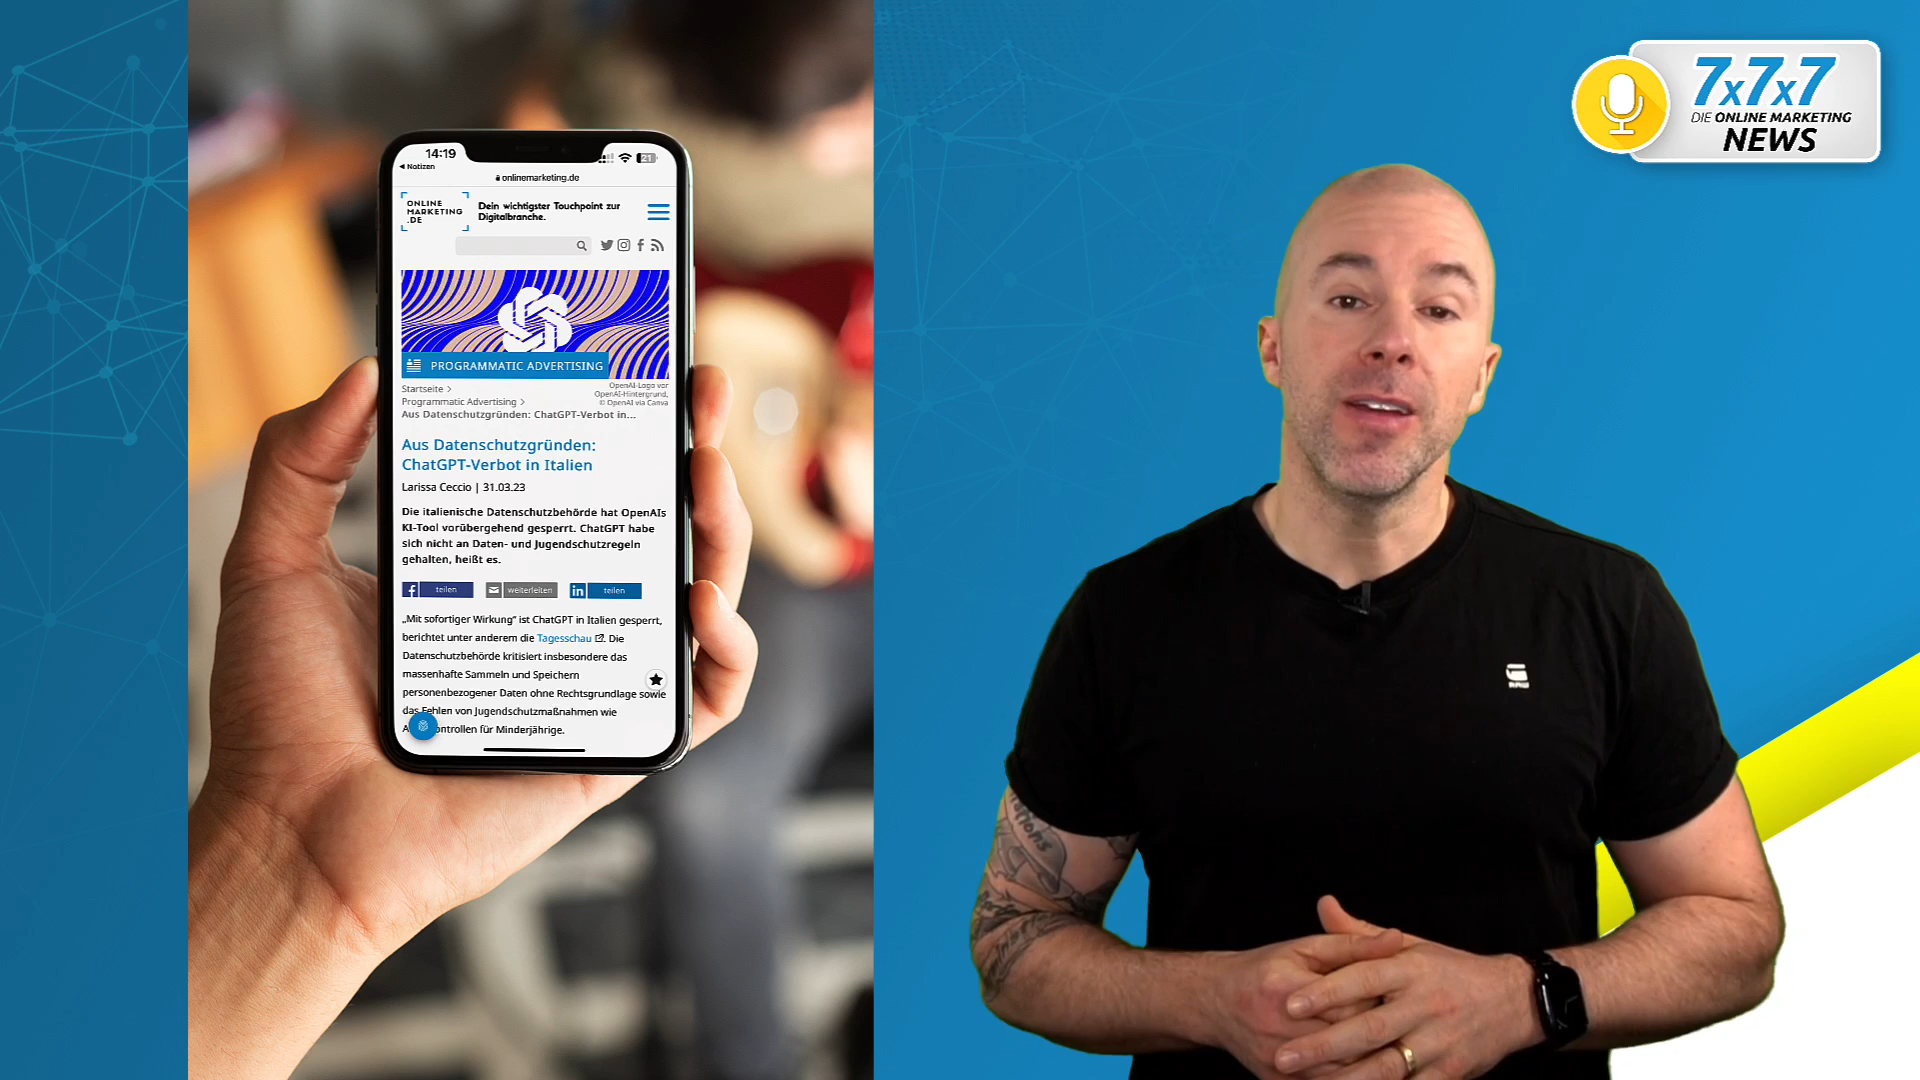 14:19
21
Notizen
onlinemarketing.de
ONLINE
MARKETING
.DE
Dein wichtigster Touchpoint zur
Digitalbranche.
PROGRAMMATIC ADVERTISING
Startseite >
OpenAI-Logo vor
OpenAI-Hintergrund,
© OpenAI via Canva
Programmatic Advertising >
Aus Datenschutzgründen: ChatGPT-Verbot in...
Aus Datenschutzgründen:
ChatGPT-Verbot in Italien
Larissa Ceccio | 31.03.23
Die italienische Datenschutzbehörde hat OpenAIs
KI-Tool vorübergehend gesperrt. ChatGPT habe
sich nicht an Daten- und Jugendschutzregeln
gehalten, heißt es.
teilen weiterleiten teilen
„Mit sofortiger Wirkung“ ist ChatGPT in Italien gesperrt,
berichtet unter anderem die Tagesschau. Die
Datenschutzbehörde kritisiert insbesondere das
massenhafte Sammeln und Speichern
personenbezogener Daten ohne Rechtsgrundlage sowie
das Fehlen von Jugendschutzmaßnahmen wie
für Minderjährige.
7x7x7
DIE ONLINE MARKETING
NEWS
RAW